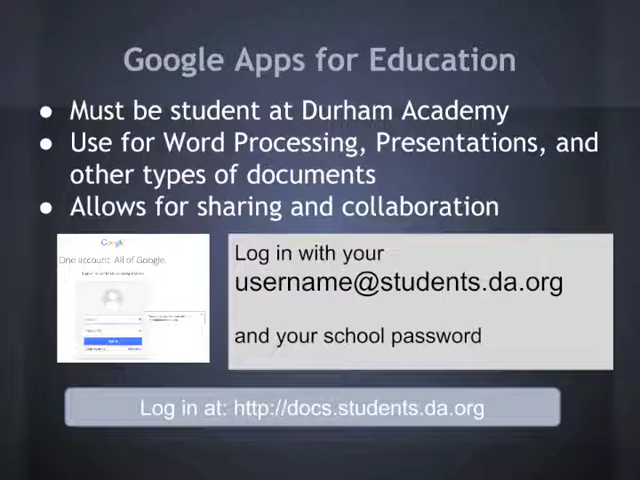 Google Apps for Education
● Must be student at Durham Academy
● Use for Word Processing, Presentations, and
other types of documents
● Allows for sharing and collaboration
Google
One account. All of Google.
Log in with your
username@students.da.org
and your school password
Log in at: http://docs.students.da.org